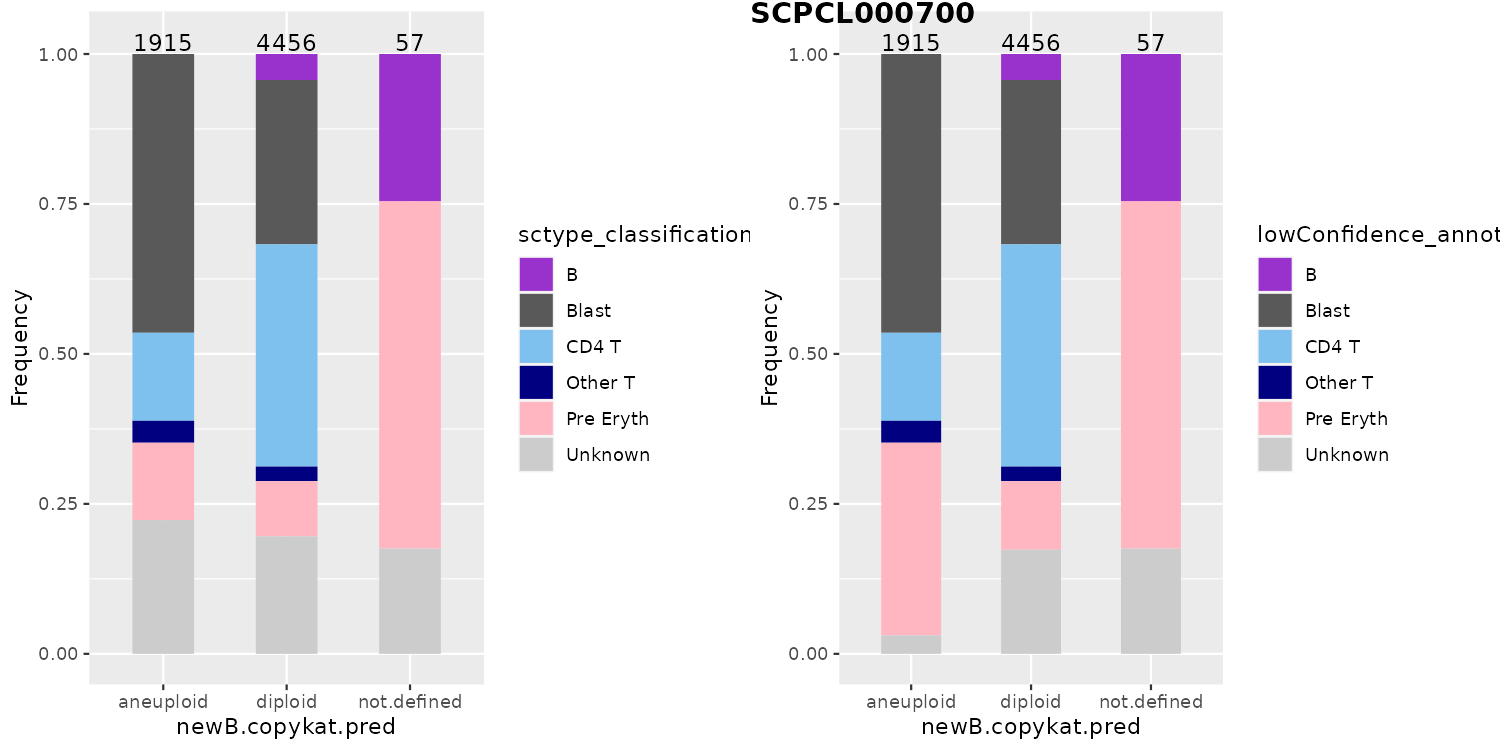 SCPCL000700
1915 4456 57
1.00
0.75
0.50
0.25
0.00
Frequency
aneuploid diploid not.defined
newB.copykat.pred
sctype_classification
B
Blast
CD4 T
Other T
Pre Eryth
Unknown
1915 4456 57
1.00
0.75
0.50
0.25
0.00
Frequency
aneuploid diploid not.defined
newB.copykat.pred
lowConfidence_annot
B
Blast
CD4 T
Other T
Pre Eryth
Unknown